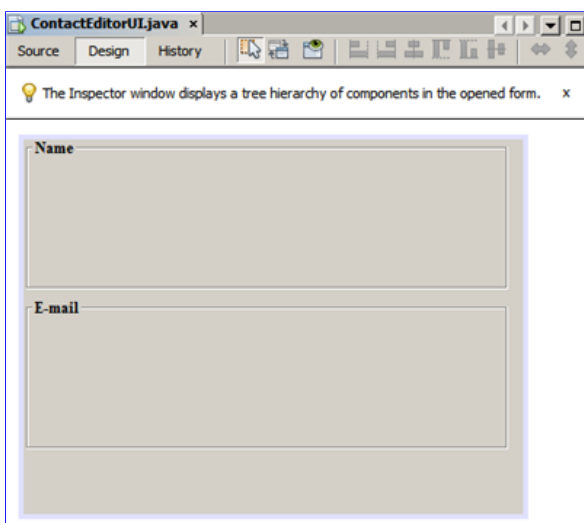 ContactEditorUI.java x
Source Design History
The Inspector window displays a tree hierarchy of components in the opened form. x
Name
E-mail